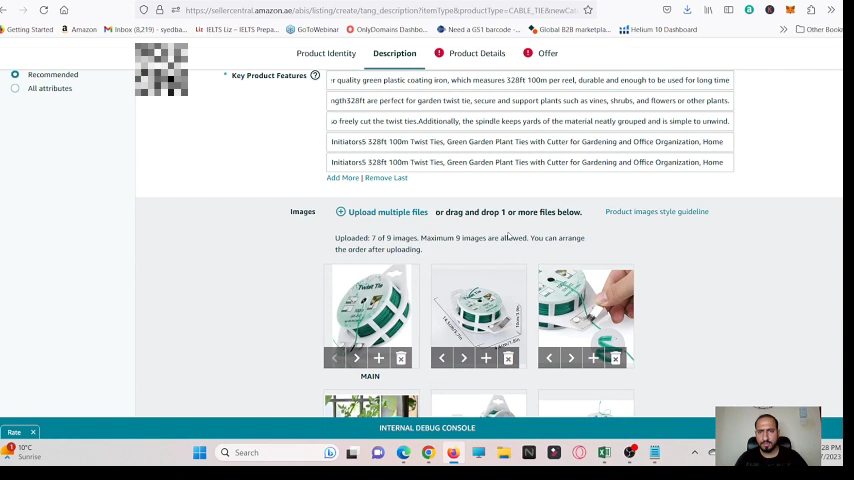 https://sellercentral.amazon.ae/abis/listing/create/tang_description?itemType&productType=CABLE_TIE&newCat
GoToWebinar
Amazon
Inbox (8,219) - syedba...
IELTS Liz – IELTS Prepa...
GoToWebinar
OnlyDomains Dashbo...
Need a GS1 barcode -...
Global B2B marketpla...
Helium 10 Dashboard
Other Book
Product Identity
Description
Product Details
Offer
Recommended
All attributes
* Key Product Features
r quality green plastic coating iron, which measures 328ft 100m per reel, durable and enough to be used for long time
ngth328ft are perfect for garden twist tie, secure and support plants such as vines, shrubs, and flowers or other plants.
so freely cut the twist ties.Additionally, the spindle keeps yards of the material neatly grouped and is simple to unwind.
Initiators5 328ft 100m Twist Ties, Green Garden Plant Ties with Cutter for Gardening and Office Organization, Home
Initiators5 328ft 100m Twist Ties, Green Garden Plant Ties with Cutter for Gardening and Office Organization, Home
Add More | Remove Last
Images
Upload multiple files or drag and drop 1 or more files below.
Product images style guideline
Uploaded: 7 of 9 images. Maximum 9 images are allowed. You can arrange
the order after uploading.
Twist Tie
MAIN
INTERNAL DEBUG CONSOLE
Rate
10°C
Sunrise
Search